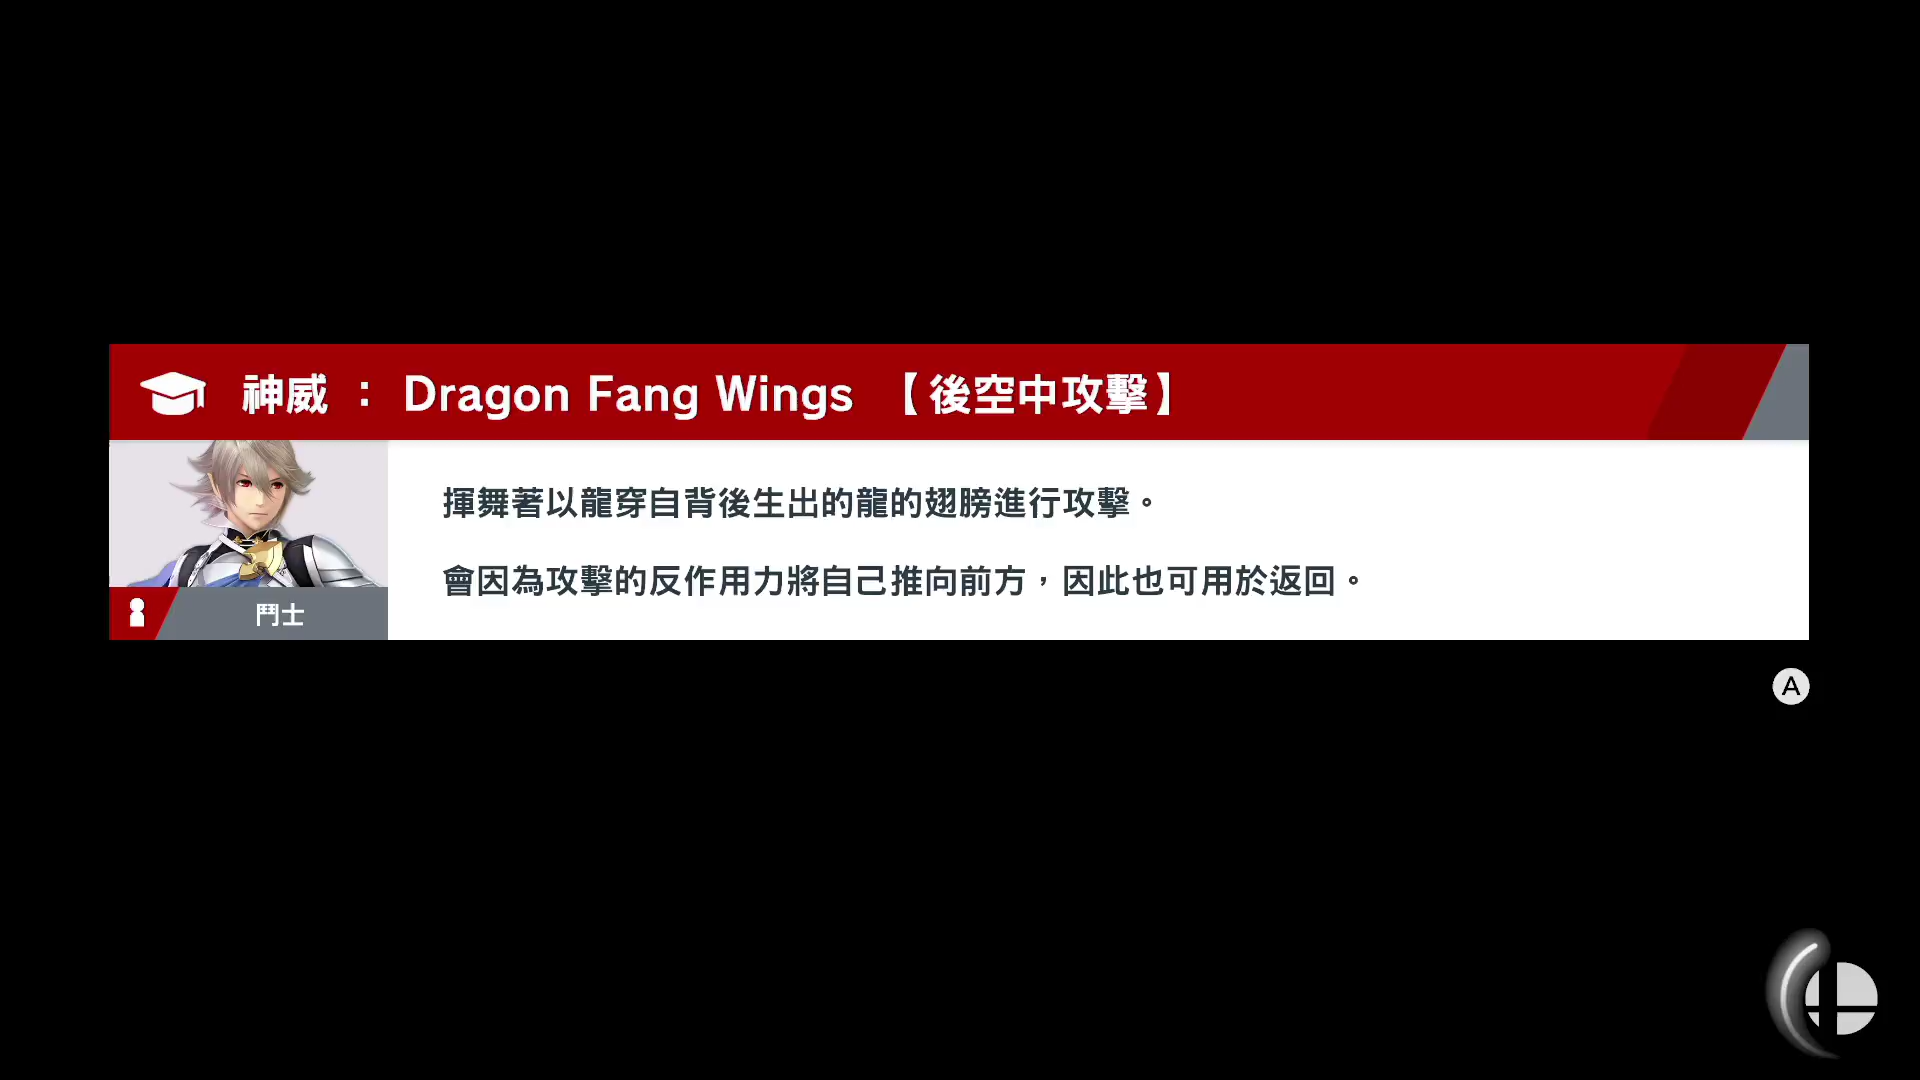 神威 : Dragon Fang Wings 【後空中攻擊】
揮舞著以龍穿自背後生出的龍的翅膀進行攻擊。
會因為攻擊的反作用力將自己推向前方，因此也可用於返回。
鬥士
A